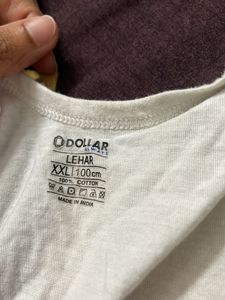 DOLLAR
LEHAR
XXL 100cm
100% COTTON
MADE IN INDIA